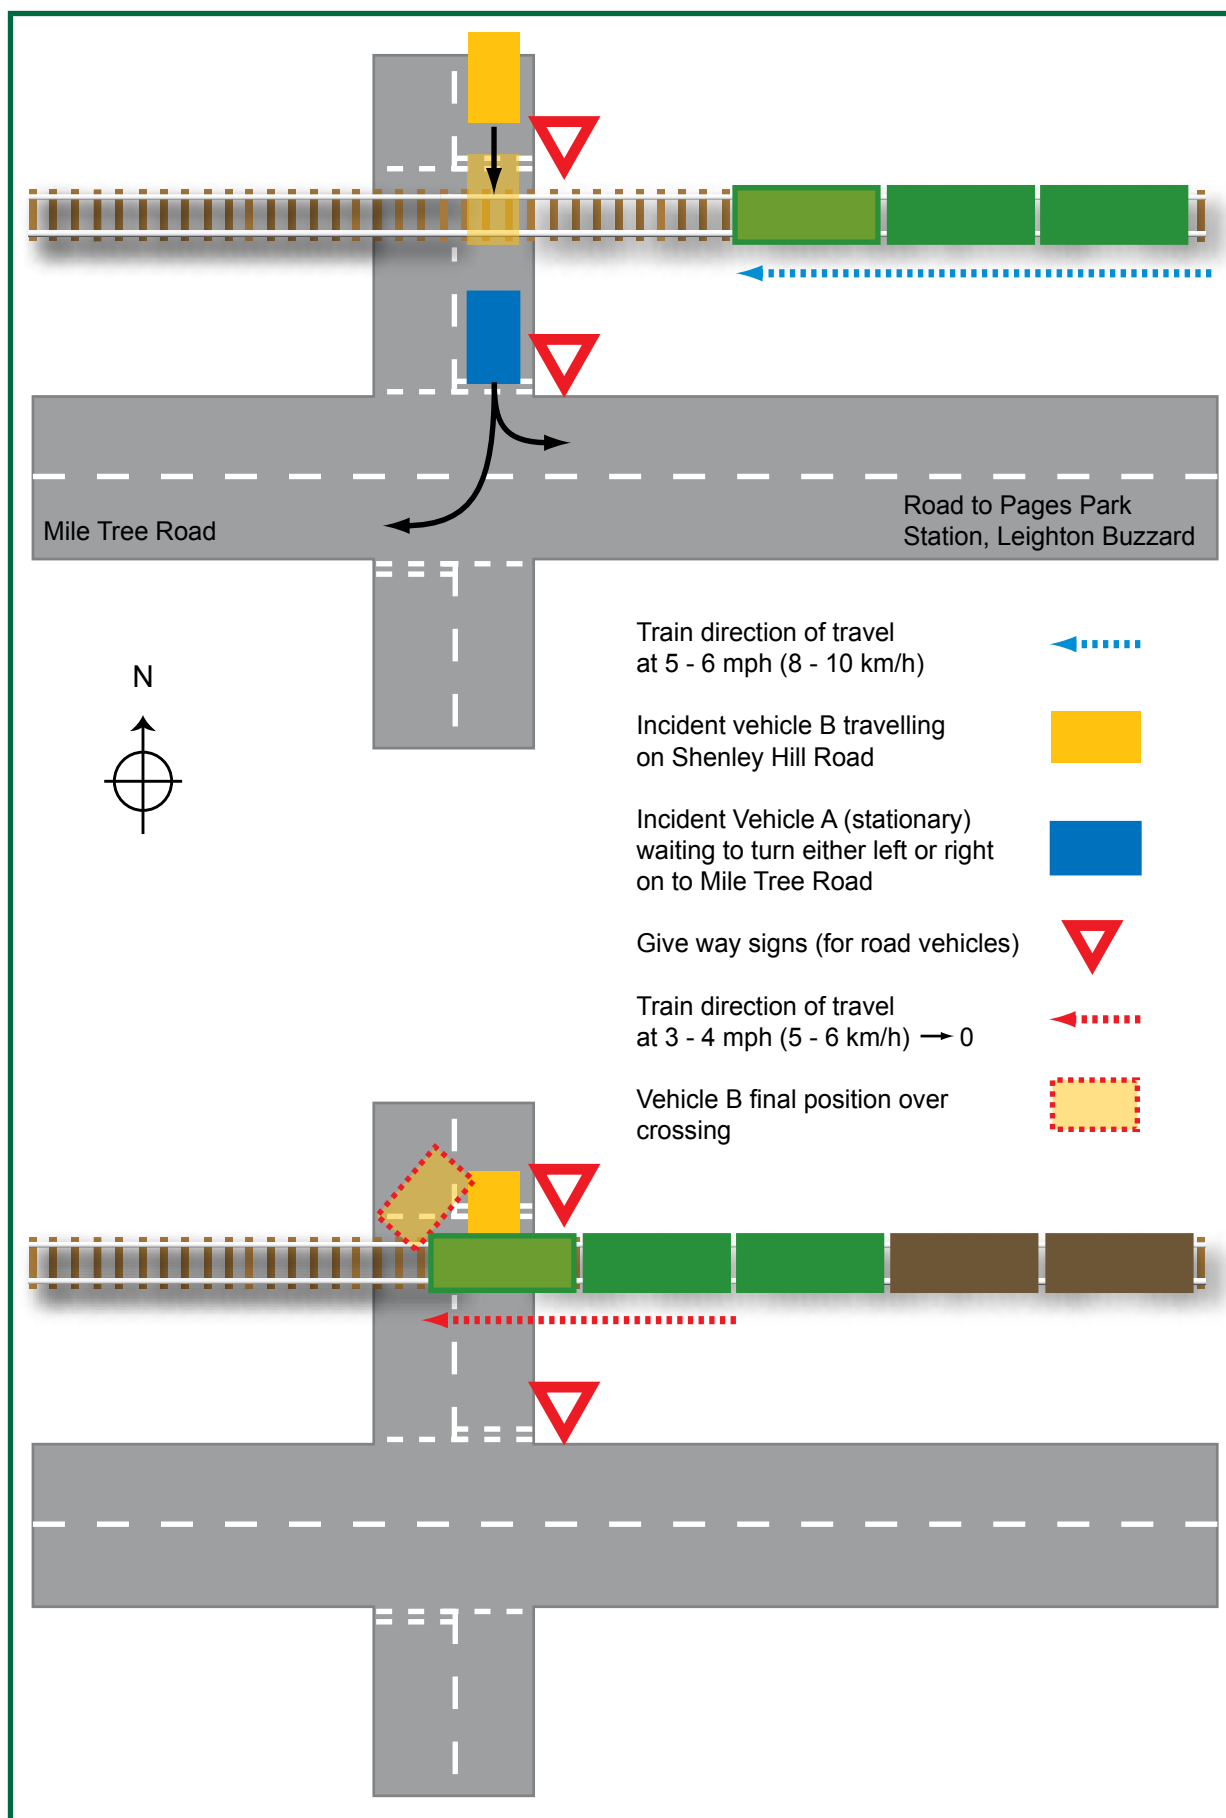 Mile Tree Road
Road to Pages Park
Station, Leighton Buzzard
Train direction of travel
at 5 - 6 mph (8 - 10 km/h)
N
Incident vehicle B travelling
on Shenley Hill Road
Incident Vehicle A (stationary)
waiting to turn either left or right
on to Mile Tree Road
Give way signs (for road vehicles)
Train direction of travel
at 3 - 4 mph (5 - 6 km/h) → 0
Vehicle B final position over
crossing